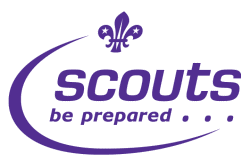 scouts
be prepared . . .